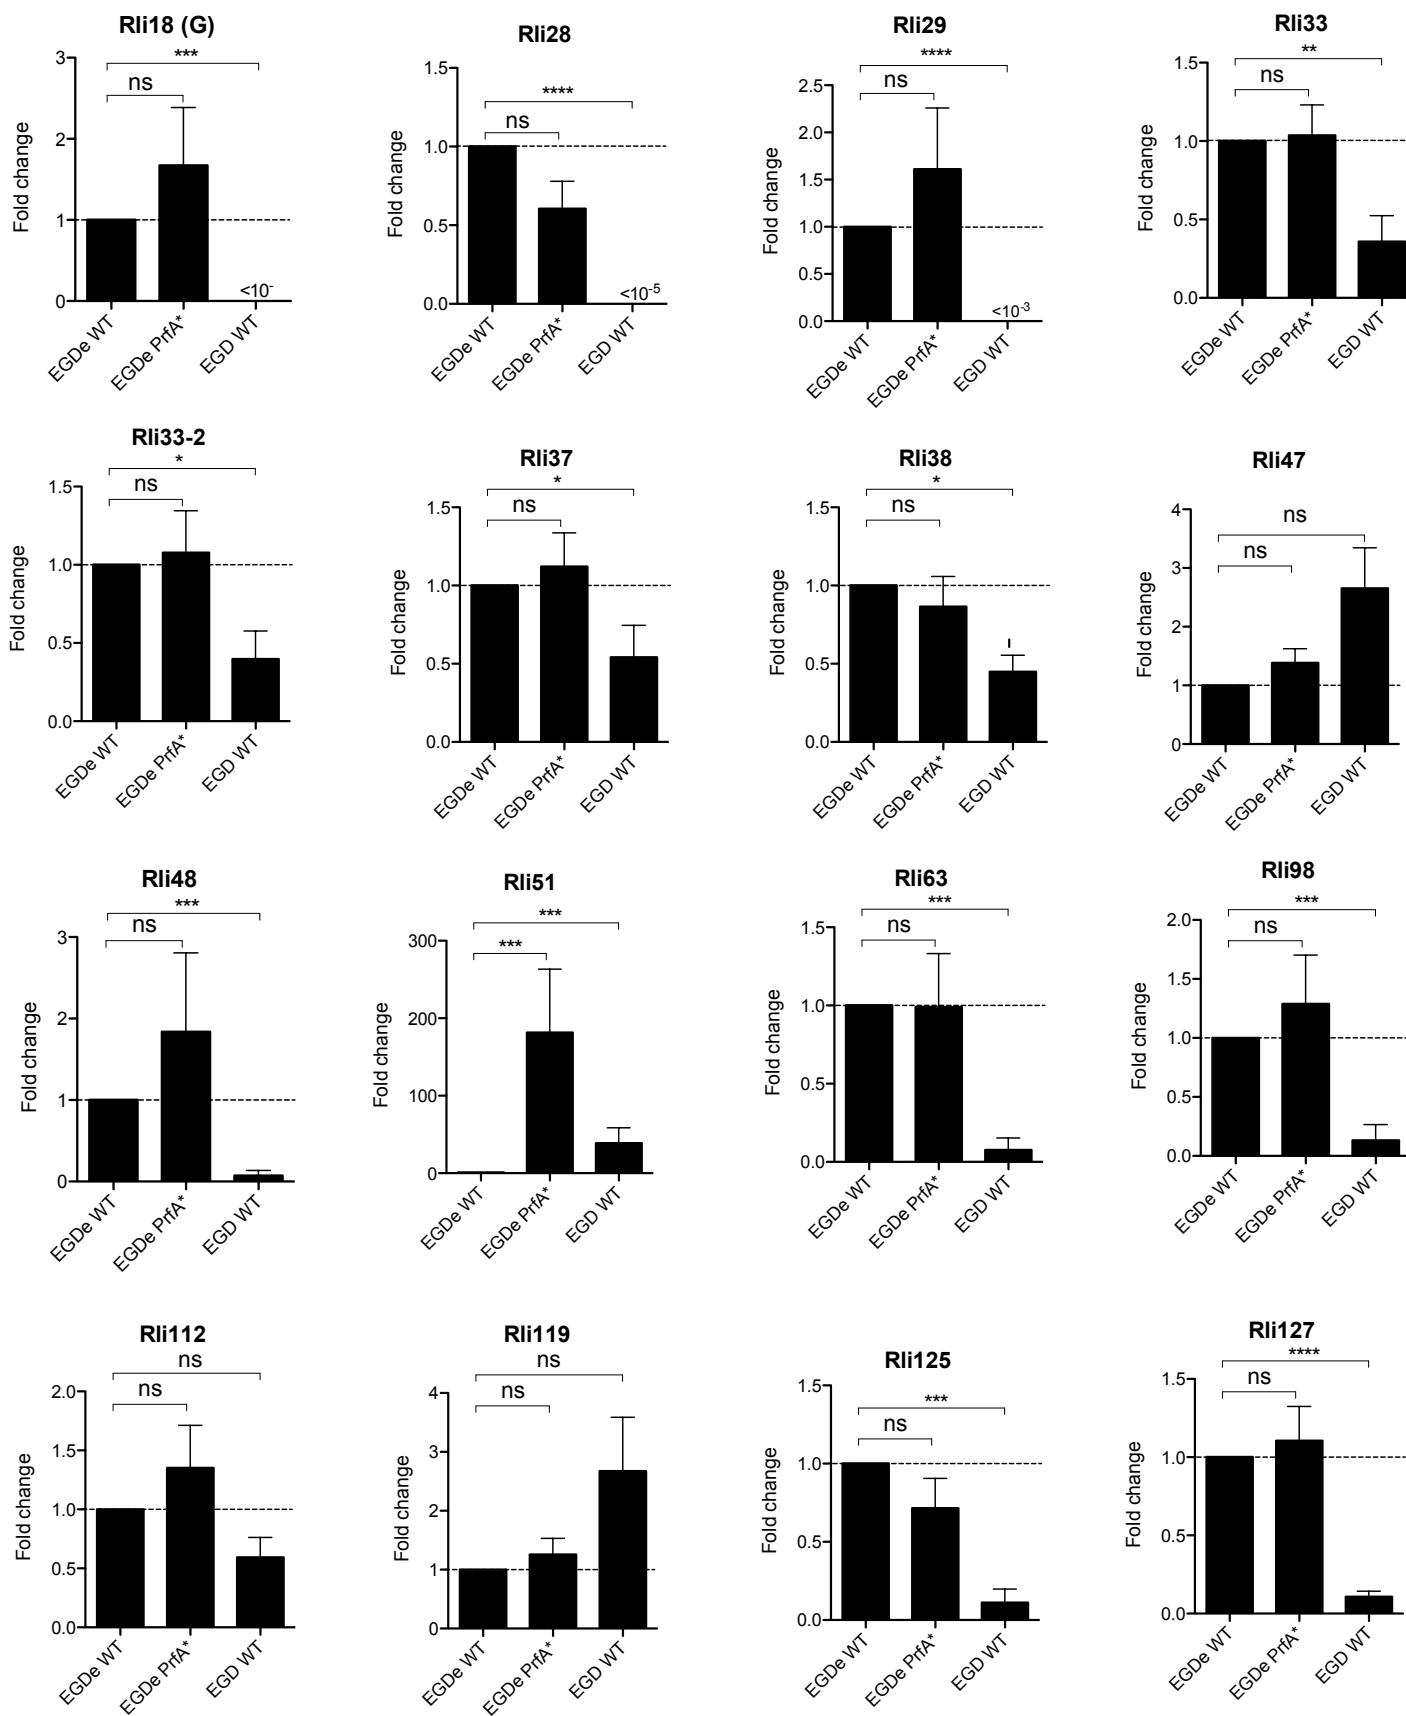 Rli18 (G)
***
ns
3
2
1
0
Fold change
<10-
EGDe WT
EGDe PrfA*
EGD WT
Rli28
****
ns
1.5
1.0
0.5
0.0
Fold change
<10-5
EGDe WT
EGDe PrfA*
EGD WT
Rli29
****
ns
2.5
2.0
1.5
1.0
0.5
0.0
Fold change
<10-3
EGDe WT
EGDe PrfA*
EGD WT
Rli33
**
ns
1.5
1.0
0.5
0.0
Fold change
EGDe WT
EGDe PrfA*
EGD WT
Rli33-2
*
ns
1.5
1.0
0.5
0.0
Fold change
EGDe WT
EGDe PrfA*
EGD WT
Rli37
*
ns
1.5
1.0
0.5
0.0
Fold change
EGDe WT
EGDe PrfA*
EGD WT
Rli38
*
ns
1.5
1.0
0.5
0.0
Fold change
EGDe WT
EGDe PrfA*
EGD WT
Rli47
ns
ns
4
3
2
1
0
Fold change
EGDe WT
EGDe PrfA*
EGD WT
Rli48
***
ns
3
2
1
0
Fold change
EGDe WT
EGDe PrfA*
EGD WT
Rli51
***
***
300
200
100
0
Fold change
EGDe WT
EGDe PrfA*
EGD WT
Rli63
***
ns
1.5
1.0
0.5
0.0
Fold change
EGDe WT
EGDe PrfA*
EGD WT
Rli98
***
ns
2.0
1.5
1.0
0.5
0.0
Fold change
EGDe WT
EGDe PrfA*
EGD WT
Rli112
ns
ns
2.0
1.5
1.0
0.5
0.0
Fold change
EGDe WT
EGDe PrfA*
EGD WT
Rli119
ns
ns
4
3
2
1
0
Fold change
EGDe WT
EGDe PrfA*
EGD WT
Rli125
***
ns
1.5
1.0
0.5
0.0
Fold change
EGDe WT
EGDe PrfA*
EGD WT
Rli127
****
ns
1.5
1.0
0.5
0.0
Fold change
EGDe WT
EGDe PrfA*
EGD WT